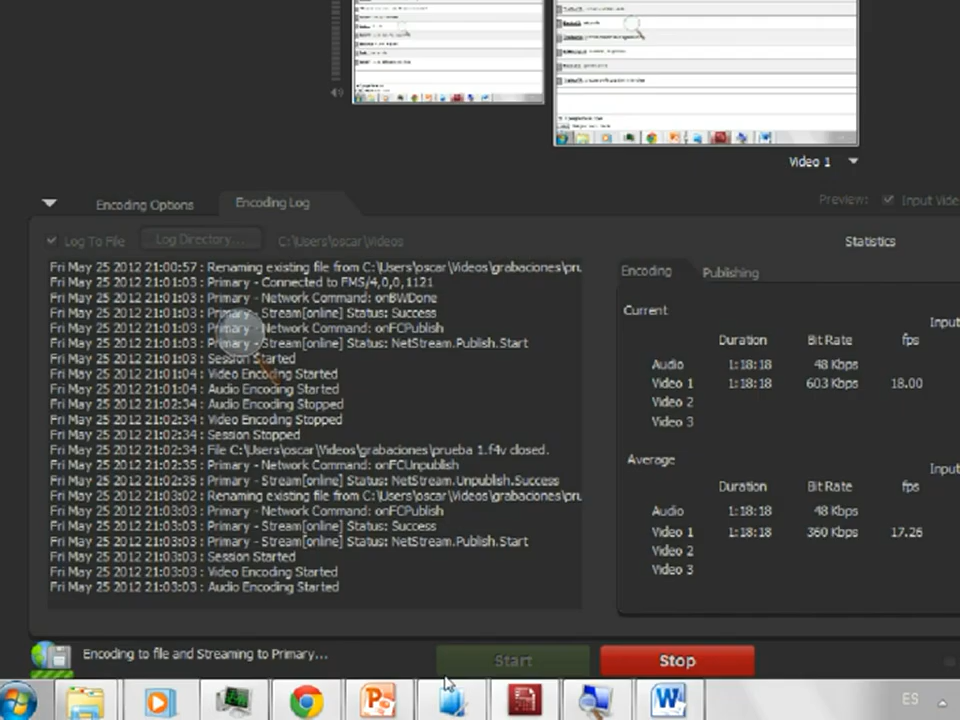 Video 1
Encoding Options
Encoding Log
Preview:
Input Vide
Log To File
Log Directory...
C:\Users\oscar\Videos
Statistics
Fri May 25 2012 21:00:57 : Renaming existing file from C:\Users\oscar\Videos\grabaciones\pru
Fri May 25 2012 21:01:03 : Primary - Connected to FMS/4,0,0,1121
Fri May 25 2012 21:01:03 : Primary - Network Command: onBWDone
Fri May 25 2012 21:01:03 : Primary - Stream[online] Status: Success
Fri May 25 2012 21:01:03 : Primary - Network Command: onFCPublish
Fri May 25 2012 21:01:03 : Primary - Stream[online] Status: NetStream.Publish.Start
Fri May 25 2012 21:01:03 : Session Started
Fri May 25 2012 21:01:04 : Video Encoding Started
Fri May 25 2012 21:01:04 : Audio Encoding Started
Fri May 25 2012 21:02:34 : Audio Encoding Stopped
Fri May 25 2012 21:02:34 : Video Encoding Stopped
Fri May 25 2012 21:02:34 : Session Stopped
Fri May 25 2012 21:02:34 : File C:\Users\oscar\Videos\grabaciones\prueba 1.f4v closed.
Fri May 25 2012 21:02:35 : Primary - Network Command: onFCUnpublish
Fri May 25 2012 21:02:35 : Primary - Stream[online] Status: NetStream.Unpublish.Success
Fri May 25 2012 21:03:02 : Renaming existing file from C:\Users\oscar\Videos\grabaciones\pru
Fri May 25 2012 21:03:03 : Primary - Network Command: onFCPublish
Fri May 25 2012 21:03:03 : Primary - Stream[online] Status: Success
Fri May 25 2012 21:03:03 : Primary - Stream[online] Status: NetStream.Publish.Start
Fri May 25 2012 21:03:03 : Session Started
Fri May 25 2012 21:03:03 : Video Encoding Started
Fri May 25 2012 21:03:03 : Audio Encoding Started
Encoding
Publishing
Current
Input
Duration Bit Rate fps
Audio 1:18:18 48 Kbps
Video 1 1:18:18 603 Kbps 18.00
Video 2
Video 3
Average
Input
Duration Bit Rate fps
Audio 1:18:18 48 Kbps
Video 1 1:18:18 360 Kbps 17.26
Video 2
Video 3
Encoding to file and Streaming to Primary...
Start
Stop
ES